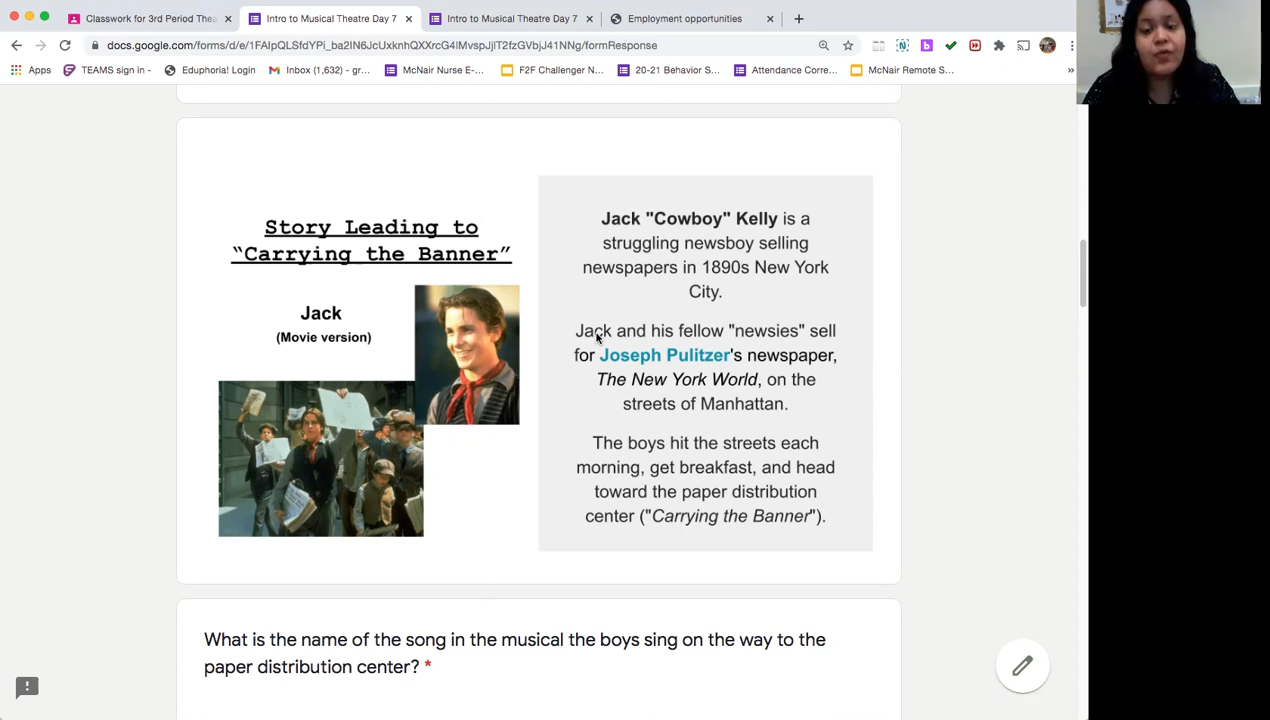 Classwork for 3rd Period Thea
Intro to Musical Theatre Day 7
Intro to Musical Theatre Day 7
Employment opportunities
docs.google.com/forms/d/e/1FAIpQLSfdYPi_ba2IN6JcUxknhQXXrcG4lMvspJjlT2fzGVbjJ41NNg/formResponse
Apps
TEAMS sign in -
Eduphoria! Login
Inbox (1,632) - gr...
McNair Nurse E-...
F2F Challenger N...
20-21 Behavior S...
Attendance Corre...
McNair Remote S...
»
Story Leading to
“Carrying the Banner”
Jack
(Movie version)
Jack "Cowboy" Kelly is a
struggling newsboy selling
newspapers in 1890s New York
City.
Jack and his fellow "newsies" sell
for Joseph Pulitzer's newspaper,
The New York World, on the
streets of Manhattan.
The boys hit the streets each
morning, get breakfast, and head
toward the paper distribution
center ("Carrying the Banner").
What is the name of the song in the musical the boys sing on the way to the
paper distribution center? *